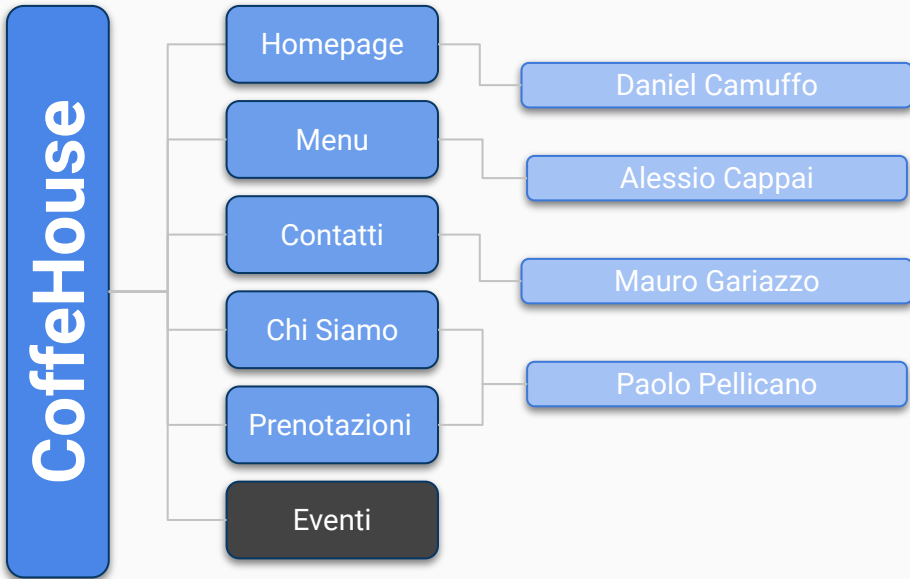 CoffeHouse
Homepage
Daniel Camuffo
Menu
Alessio Cappai
Contatti
Mauro Gariazzo
Chi Siamo
Paolo Pellicano
Prenotazioni
Eventi